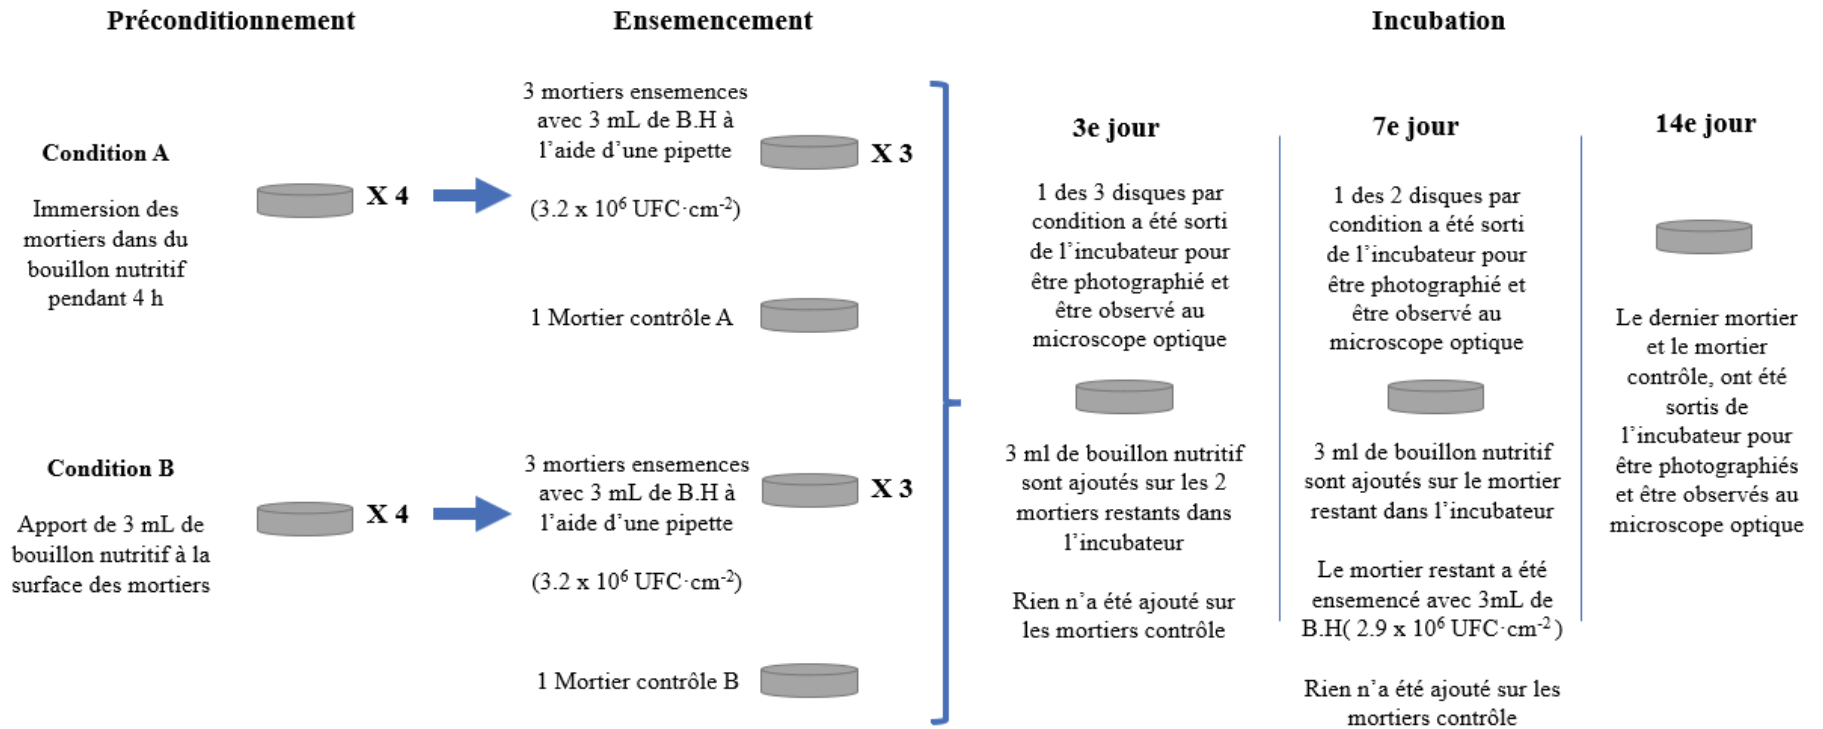 Préconditionnement
Ensemencement
Incubation
Condition A
Immersion des
mortiers dans du
bouillon nutritif
pendant 4 h
X 4
3 mortiers ensemences
avec 3 mL de B.H à
l’aide d’une pipette
(3.2 x 10⁶ UFC·cm⁻²)
X 3
1 Mortier contrôle A
Condition B
Apport de 3 mL de
bouillon nutritif à la
surface des mortiers
X 4
3 mortiers ensemences
avec 3 mL de B.H à
l’aide d’une pipette
(3.2 x 10⁶ UFC·cm⁻²)
X 3
1 Mortier contrôle B
3e jour
1 des 3 disques par
condition a été sorti
de l’incubateur pour
être photographié et
être observé au
microscope optique
3 ml de bouillon nutritif
sont ajoutés sur les 2
mortiers restants dans
l’incubateur
Rien n’a été ajouté sur
les mortiers contrôle
7e jour
1 des 2 disques par
condition a été sorti
de l’incubateur pour
être photographié et
être observé au
microscope optique
3 ml de bouillon nutritif
sont ajoutés sur le mortier
restant dans l’incubateur
Le mortier restant a été
ensemencé avec 3mL de
B.H( 2.9 x 10⁶ UFC·cm⁻²)
Rien n’a été ajouté sur les
mortiers contrôle
14e jour
Le dernier mortier
et le mortier
contrôle, ont été
sortis de
l’incubateur pour
être photographiés
et être observés au
microscope optique